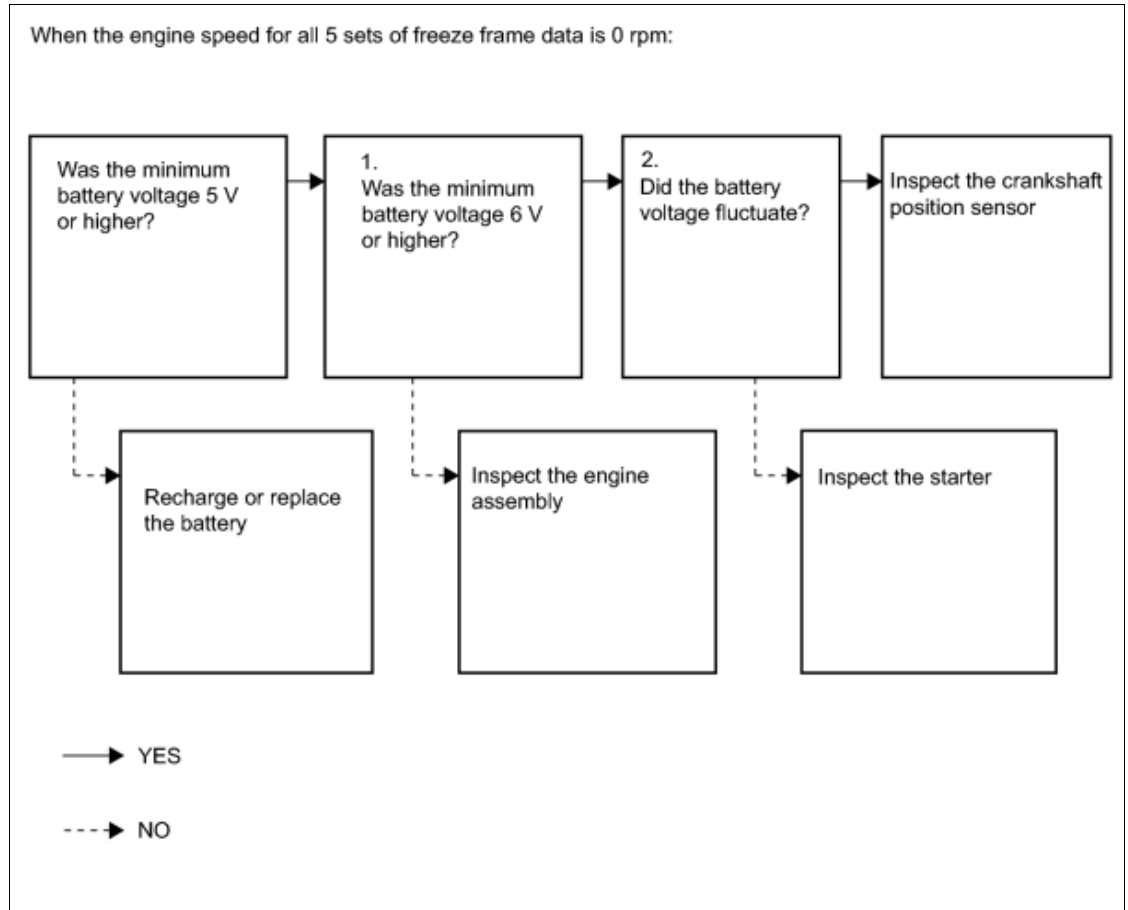 When the engine speed for all 5 sets of freeze frame data is 0 rpm:
Was the minimum
battery voltage 5 V
or higher?
1.
Was the minimum
battery voltage 6 V
or higher?
2.
Did the battery
voltage fluctuate?
Inspect the crankshaft
position sensor
Recharge or replace
the battery
Inspect the engine
assembly
Inspect the starter
YES
NO